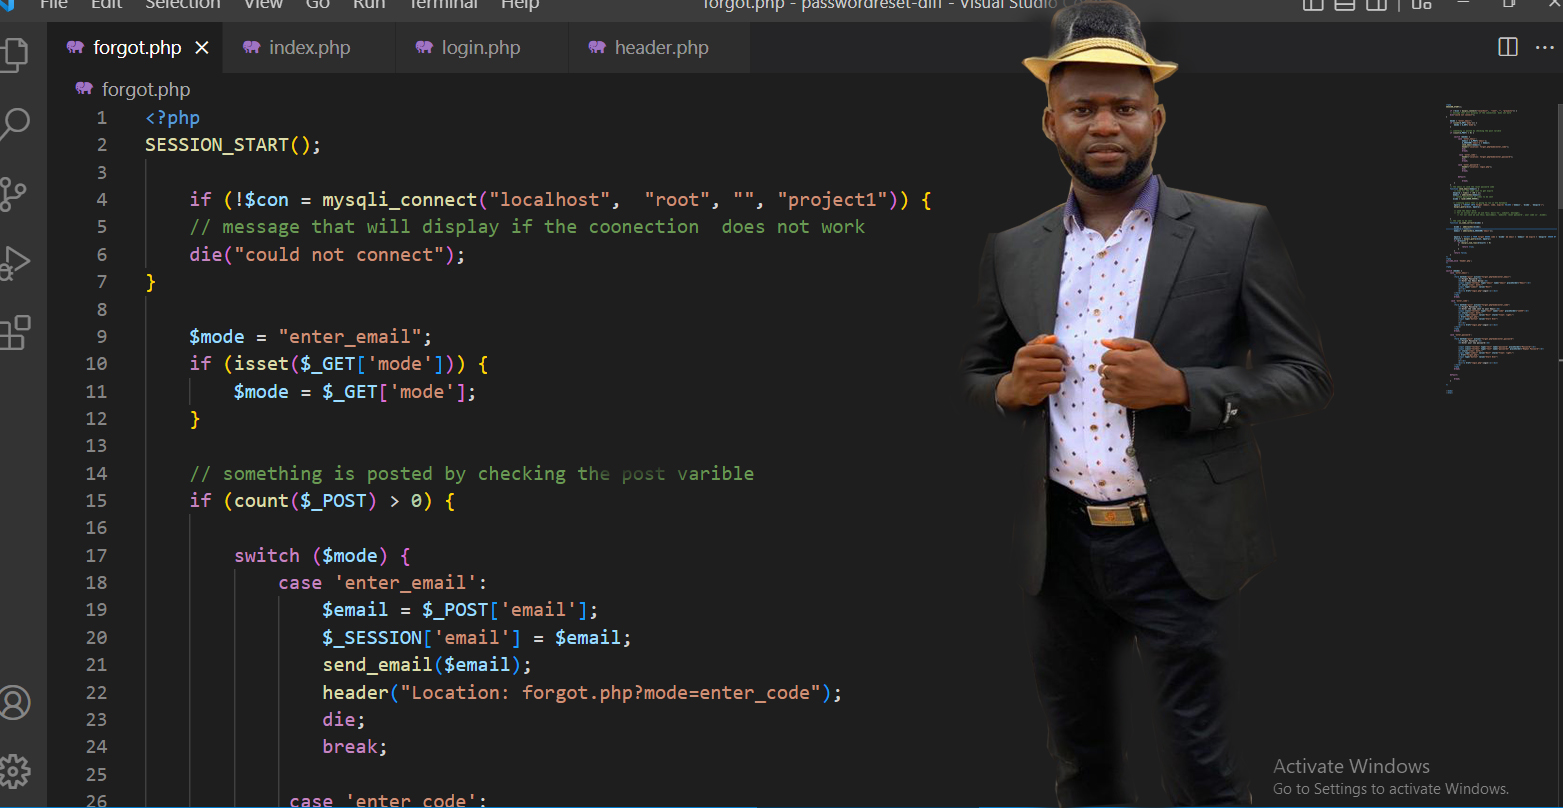 File Edit Selection View Go Run Terminal Help forgot.php - passwordreset-diff - Visual Studio Code
forgot.php index.php login.php header.php
forgot.php
1 <?php
2 SESSION_START();
3
4 if (!$con = mysqli_connect("localhost",  "root", "", "project1")) {
5 // message that will display if the coonection  does not work
6 die("could not connect");
7 }
8
9 $mode = "enter_email";
10 if (isset($_GET['mode'])) {
11 $mode = $_GET['mode'];
12 }
13
14 // something is posted by checking the post varible
15 if (count($_POST) > 0) {
16
17 switch ($mode) {
18 case 'enter_email':
19 $email = $_POST['email'];
20 $_SESSION['email'] = $email;
21 send_email($email);
22 header("Location: forgot.php?mode=enter_code");
23 die;
24 break;
25
26 case 'enter_code':
Activate Windows
Go to Settings to activate Windows.